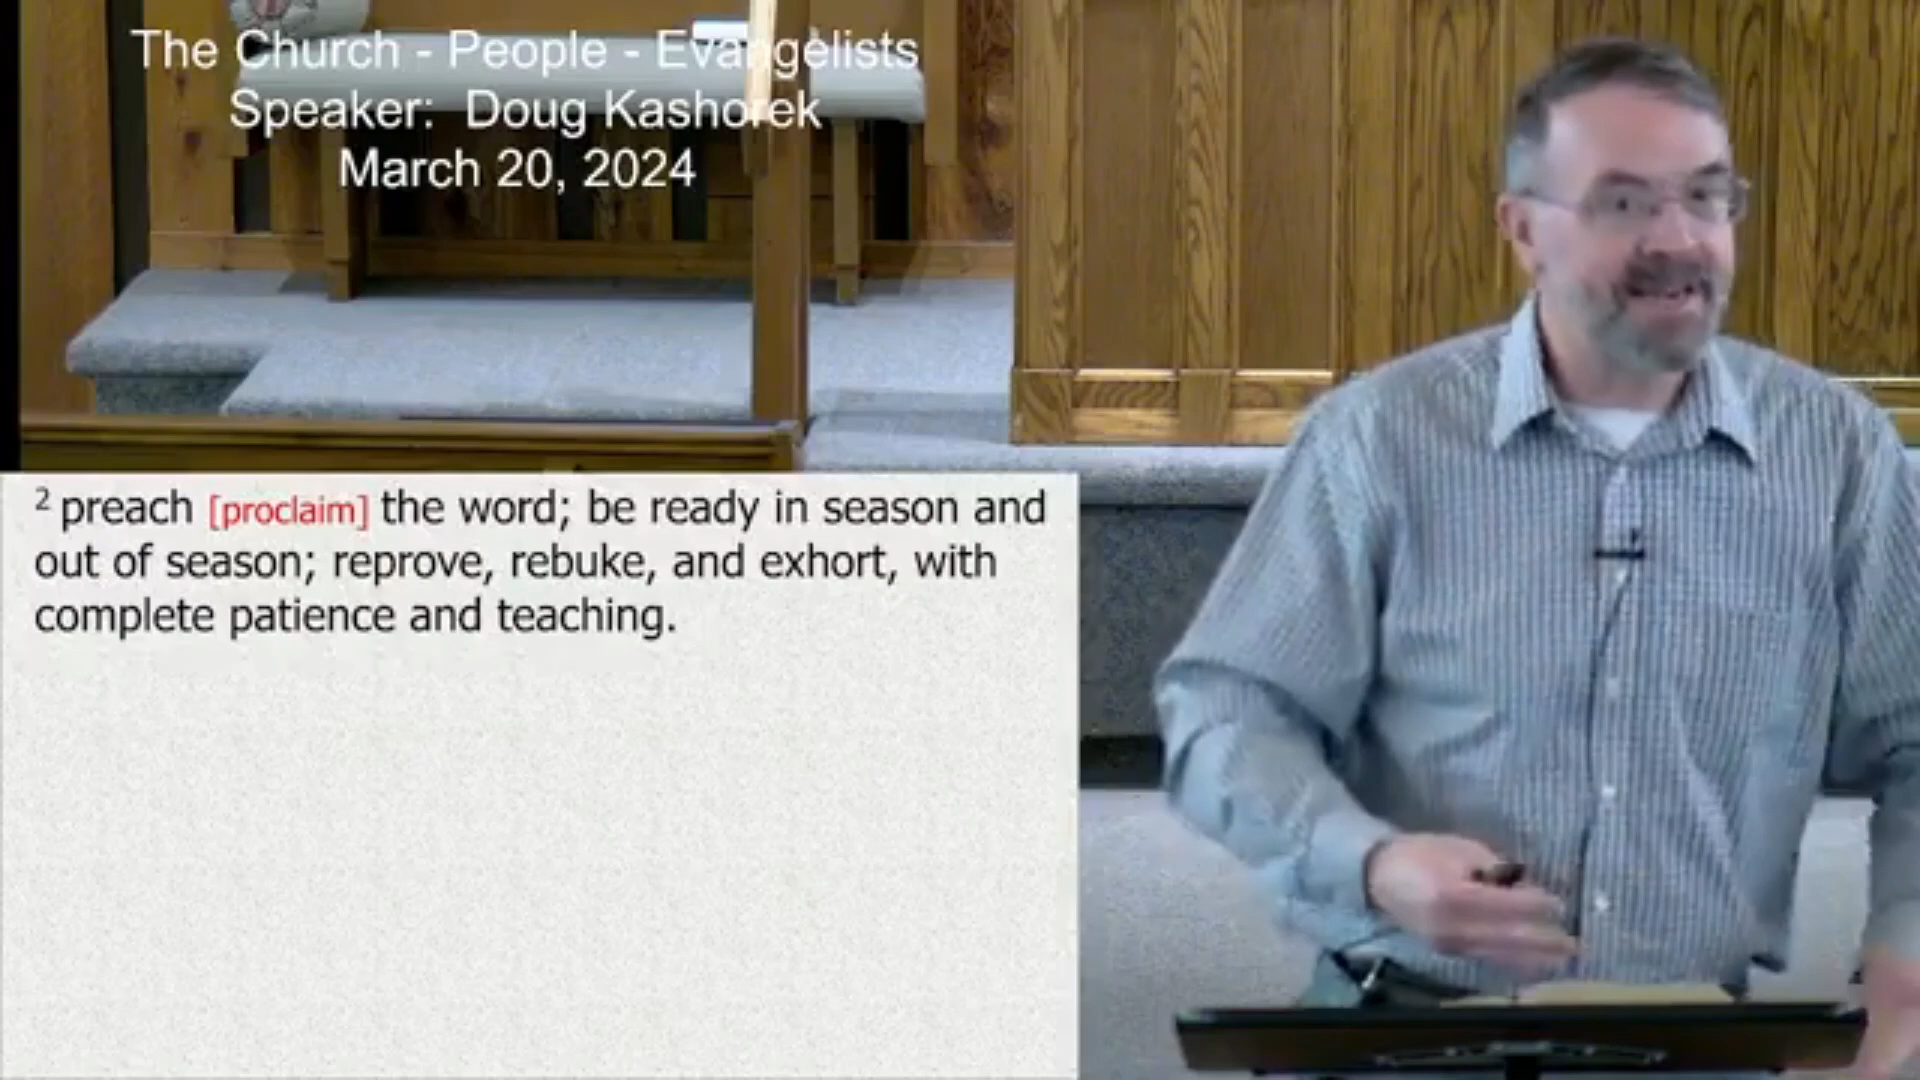 The Church - People - Evangelists
Speaker: Doug Kashorek
March 20, 2024
2 preach [proclaim] the word; be ready in season and
out of season; reprove, rebuke, and exhort, with
complete patience and teaching.